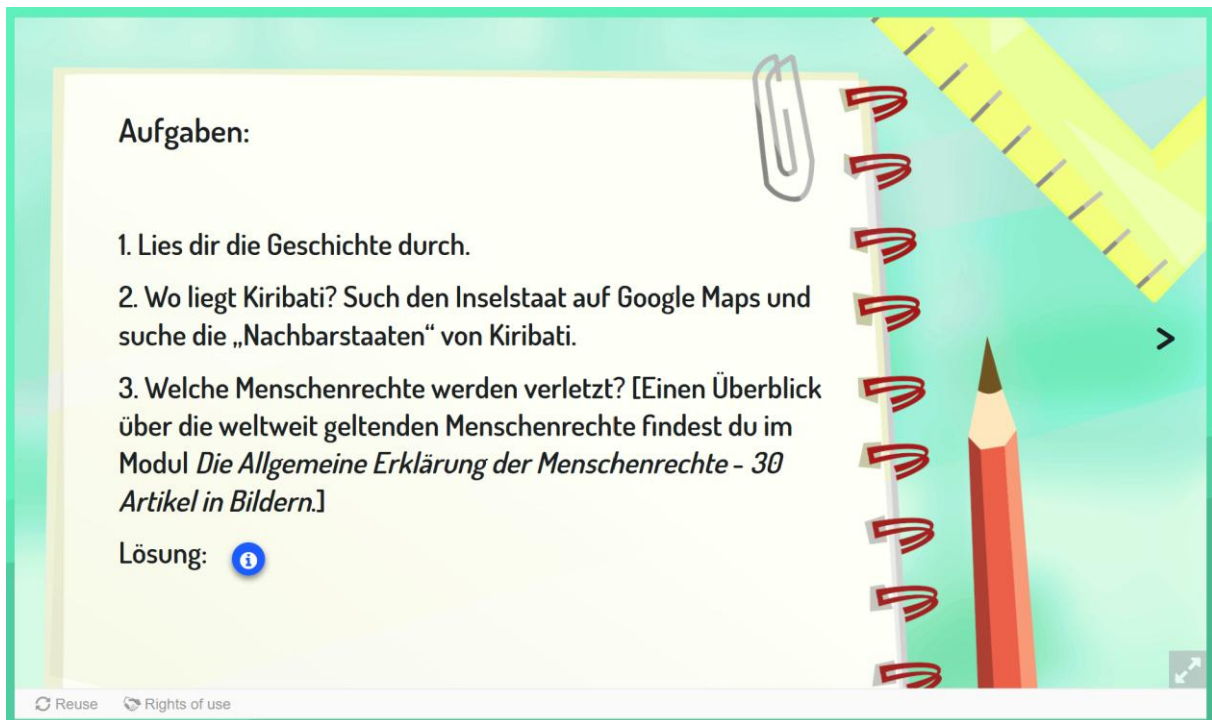 Aufgaben:
1. Lies dir die Geschichte durch.
2. Wo liegt Kiribati? Such den Inselstaat auf Google Maps und
suche die „Nachbarstaaten“ von Kiribati.
3. Welche Menschenrechte werden verletzt? [Einen Überblick
über die weltweit geltenden Menschenrechte findest du im
Modul Die Allgemeine Erklärung der Menschenrechte - 30
Artikel in Bildern.]
Lösung:
Reuse
Rights of use